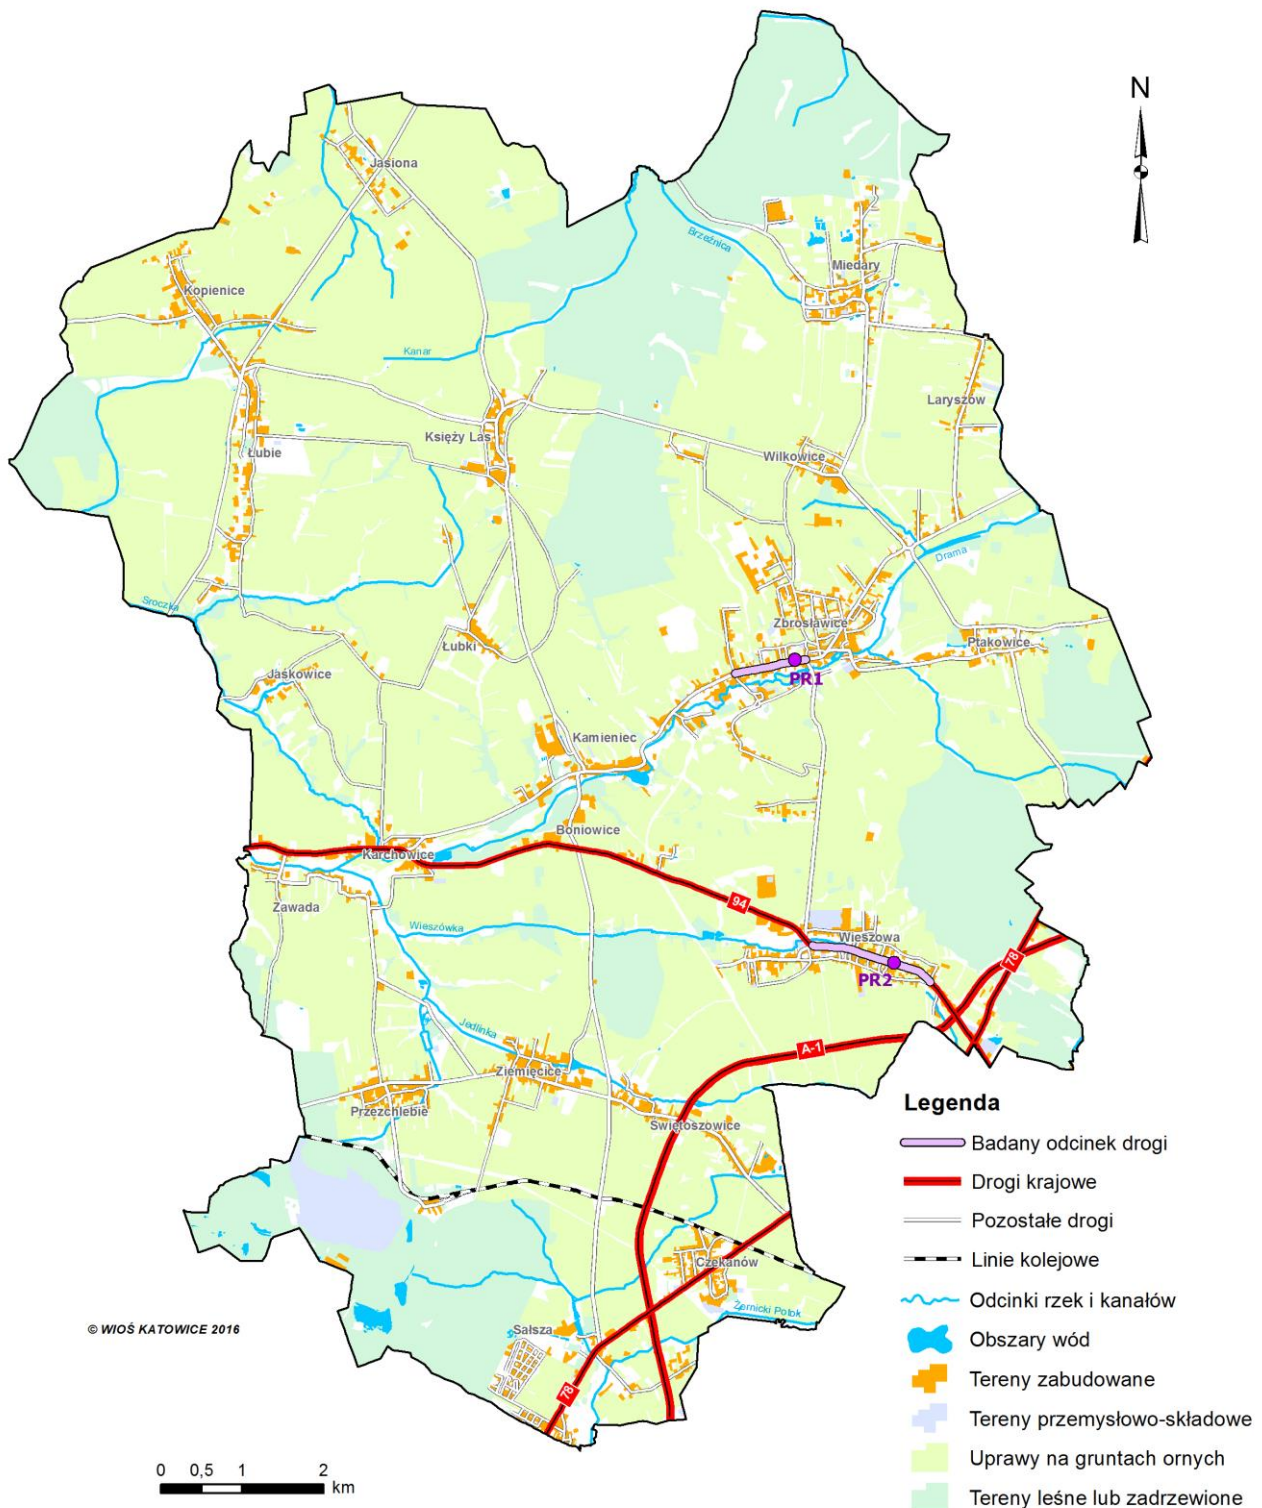 N
Jasiona
Brzeźnica
Miedary
Kopienice
Kanar
Laryszów
Księży Las
Łubie
Wilkowice
Drama
Sroczka
Zbrosławice
Łubki
Ptakowice
Jaśkowice
PR1
Kamieniec
Boniowice
Karchowice
94
Zawada
Wieszówka
Wieszowa
78
PR2
Jedlinka
A-1
Ziemięcice
Przezchlebie
Świętoszowice
Czekanów
Żernicki Potok
Sałsza
78
© WIOŚ KATOWICE 2016
0 0,5 1 2
km
Legenda
Badany odcinek drogi
Drogi krajowe
Pozostałe drogi
Linie kolejowe
Odcinki rzek i kanałów
Obszary wód
Tereny zabudowane
Tereny przemysłowo-składowe
Uprawy na gruntach ornych
Tereny leśne lub zadrzewione